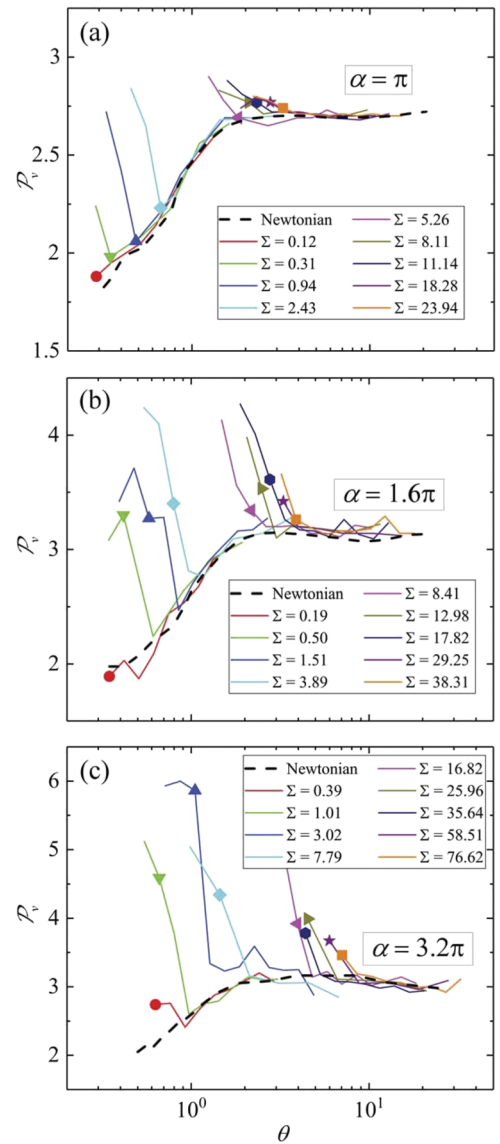 (a)
α = π
3
2.5
2
1.5
𝒫ᵥ
Newtonian
Σ = 0.12
Σ = 0.31
Σ = 0.94
Σ = 2.43
Σ = 5.26
Σ = 8.11
Σ = 11.14
Σ = 18.28
Σ = 23.94
(b)
α = 1.6π
4
3
2
𝒫ᵥ
Newtonian
Σ = 0.19
Σ = 0.50
Σ = 1.51
Σ = 3.89
Σ = 8.41
Σ = 12.98
Σ = 17.82
Σ = 29.25
Σ = 38.31
(c)
Newtonian
Σ = 0.39
Σ = 1.01
Σ = 3.02
Σ = 7.79
Σ = 16.82
Σ = 25.96
Σ = 35.64
Σ = 58.51
Σ = 76.62
α = 3.2π
6
5
4
3
2
𝒫ᵥ
10⁰
10¹
θ